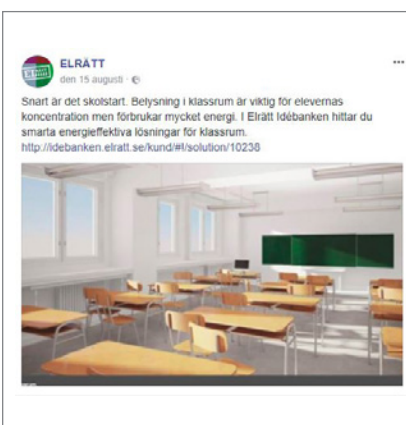 ELRÄTT
den 15 augusti ·
Snart är det skolstart. Belysning i klassrum är viktig för elevernas
koncentration men förbrukar mycket energi. I Elrätt Idébanken hittar du
smarta energieffektiva lösningar för klassrum.
http://idebanken.elratt.se/kund/#!/solution/10238